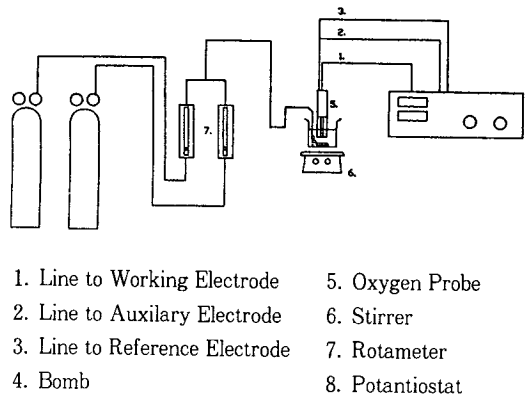 3.
2.
1.
5.
7.
6.
1. Line to Working Electrode
2. Line to Auxilary Electrode
3. Line to Reference Electrode
4. Bomb
5. Oxygen Probe
6. Stirrer
7. Rotameter
8. Potantiostat